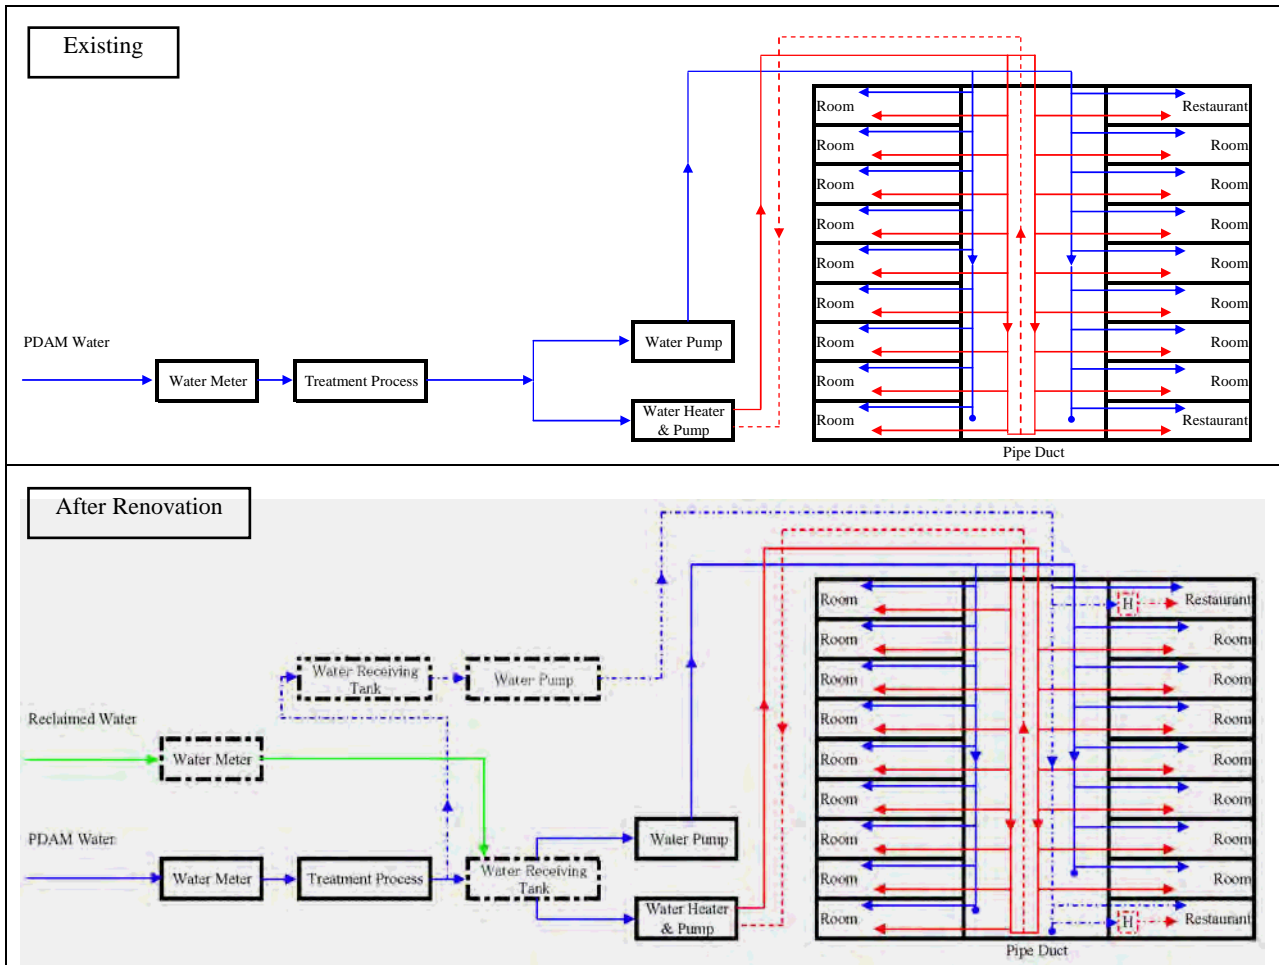 Existing
Room
Restaurant
Room
Room
Room
Room
Room
Room
Room
Room
Room
Room
Room
Room
PDAM Water
Water Pump
Room
Room
Water Meter
Treatment Process
Room
Room
Water Heater
& Pump
Room
Restaurant
Pipe Duct
After Renovation
Room
H
Restaurant
Room
Room
Water Receiving
Tank
Water Pump
Room
Room
Reclaimed Water
Room
Room
Water Meter
Room
Room
Room
Room
PDAM Water
Water Pump
Room
Room
Water Meter
Treatment Process
Water Receiving
Tank
Room
Room
Water Heater
& Pump
Room
H
Restaurant
Pipe Duct